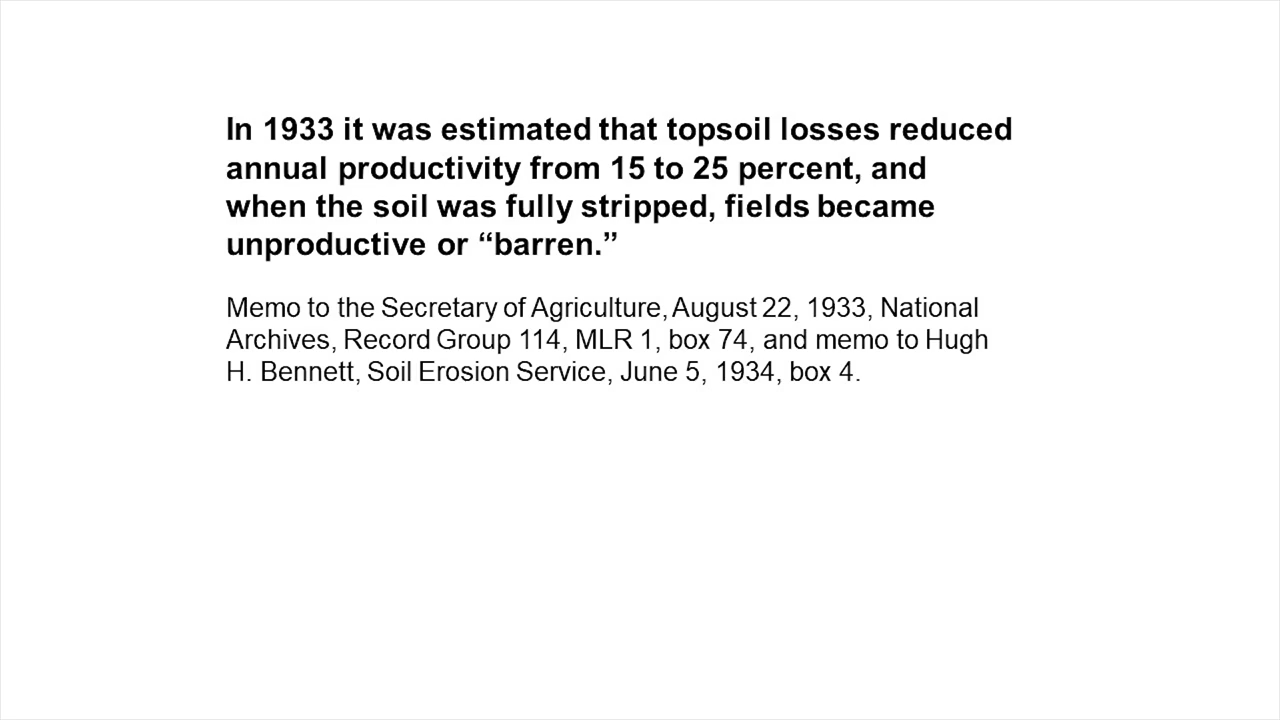 In 1933 it was estimated that topsoil losses reduced
annual productivity from 15 to 25 percent, and
when the soil was fully stripped, fields became
unproductive or “barren.”
Memo to the Secretary of Agriculture, August 22, 1933, National
Archives, Record Group 114, MLR 1, box 74, and memo to Hugh
H. Bennett, Soil Erosion Service, June 5, 1934, box 4.